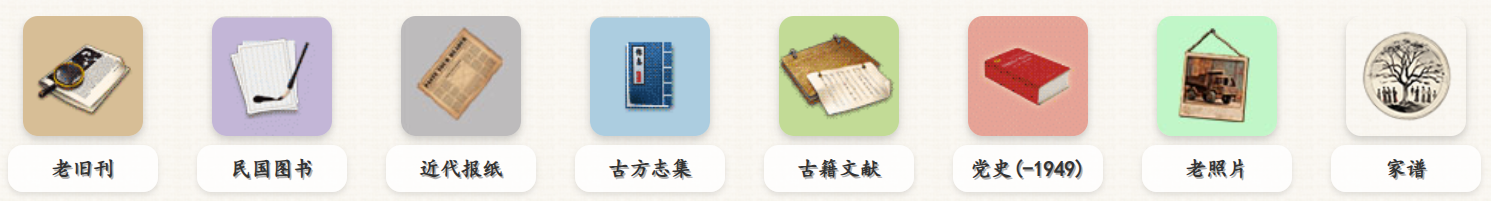 老旧刊
民国图书
近代报纸
古方志集
古籍文献
党史(-1949)
老照片
家谱